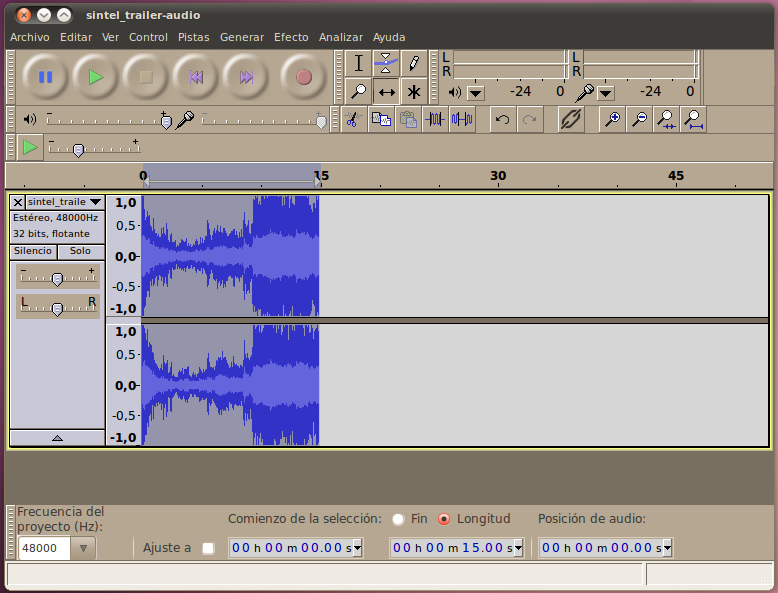 sintel_trailer-audio
Archivo Editar Ver Control Pistas Generar Efecto Analizar Ayuda
L
R
-24 0
L
R
-24 0
0 15 30 45
sintel_traile
Estéreo, 48000Hz
32 bits, flotante
Silencio Solo
L R
1,0
0,5
0,0
-0,5
-1,0
1,0
0,5
0,0
-0,5
-1,0
Frecuencia del
proyecto (Hz):
48000
Ajuste a
Comienzo de la selección: Fin Longitud
00 h 00 m 00.00 s
00 h 00 m 15.00 s
Posición de audio:
00 h 00 m 00.00 s